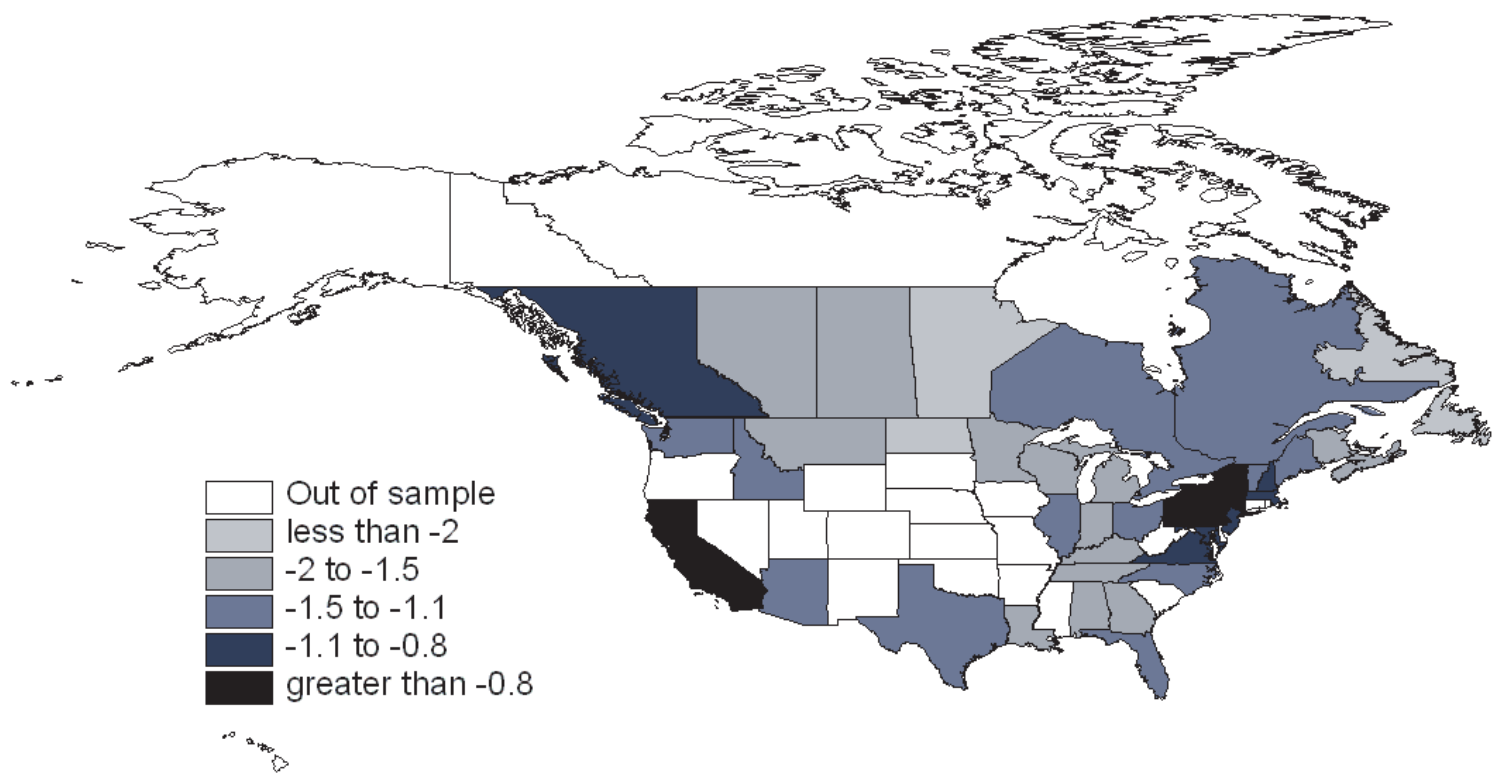 Out of sample
less than -2
-2 to -1.5
-1.5 to -1.1
-1.1 to -0.8
greater than -0.8